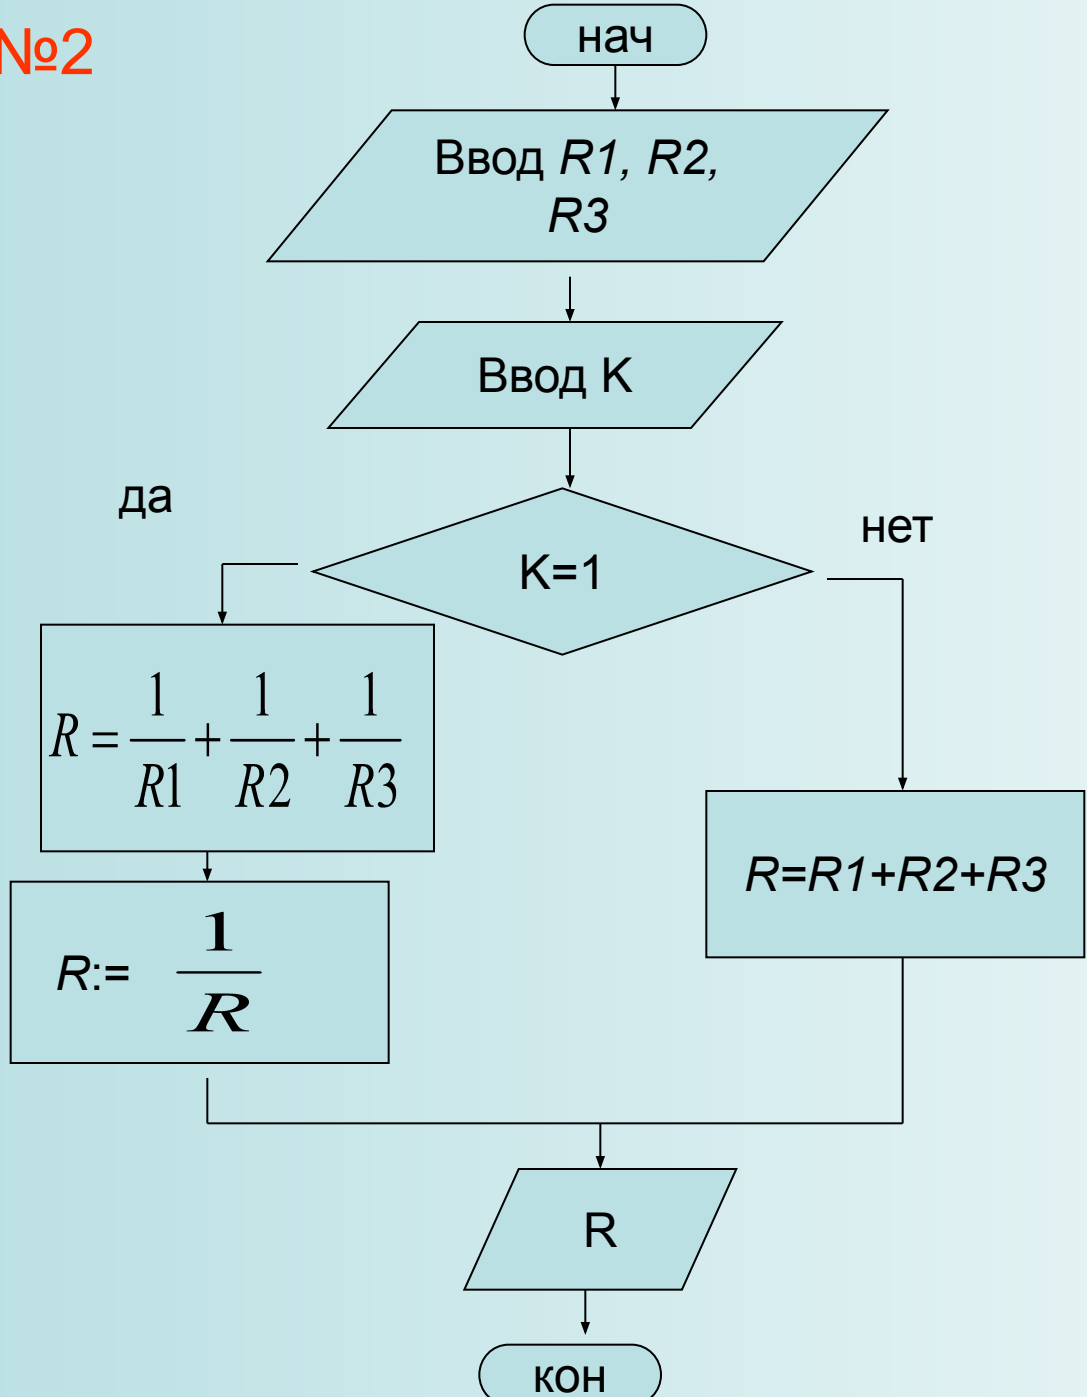 №2
нач
Ввод R1, R2,
R3
Ввод K
да
нет
K=1
R = 1/R1 + 1/R2 + 1/R3
R:= 1/R
R=R1+R2+R3
R
кон